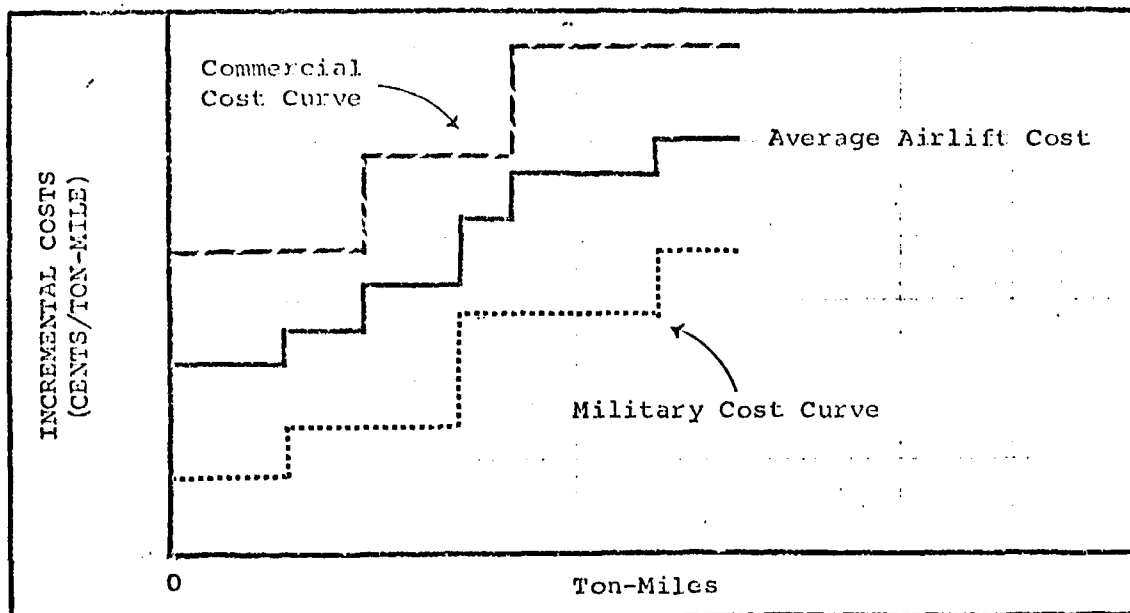 Commercial
Cost Curve
Average Airlift Cost
INCREMENTAL COSTS
(CENTS/TON-MILE)
Military Cost Curve
0
Ton-Miles